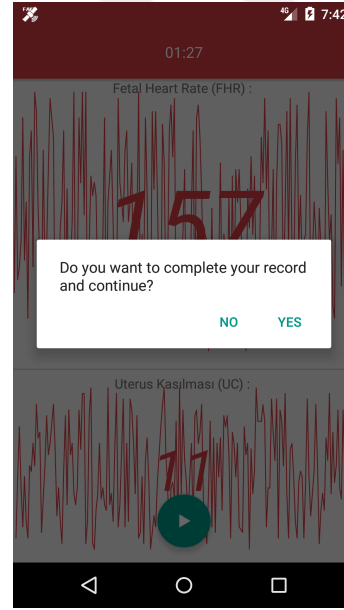 FAKE
4G
7:42
01:27
Fetal Heart Rate (FHR) :
157
Do you want to complete your record
and continue?
NO YES
Uterus Kasılması (UC) :
11